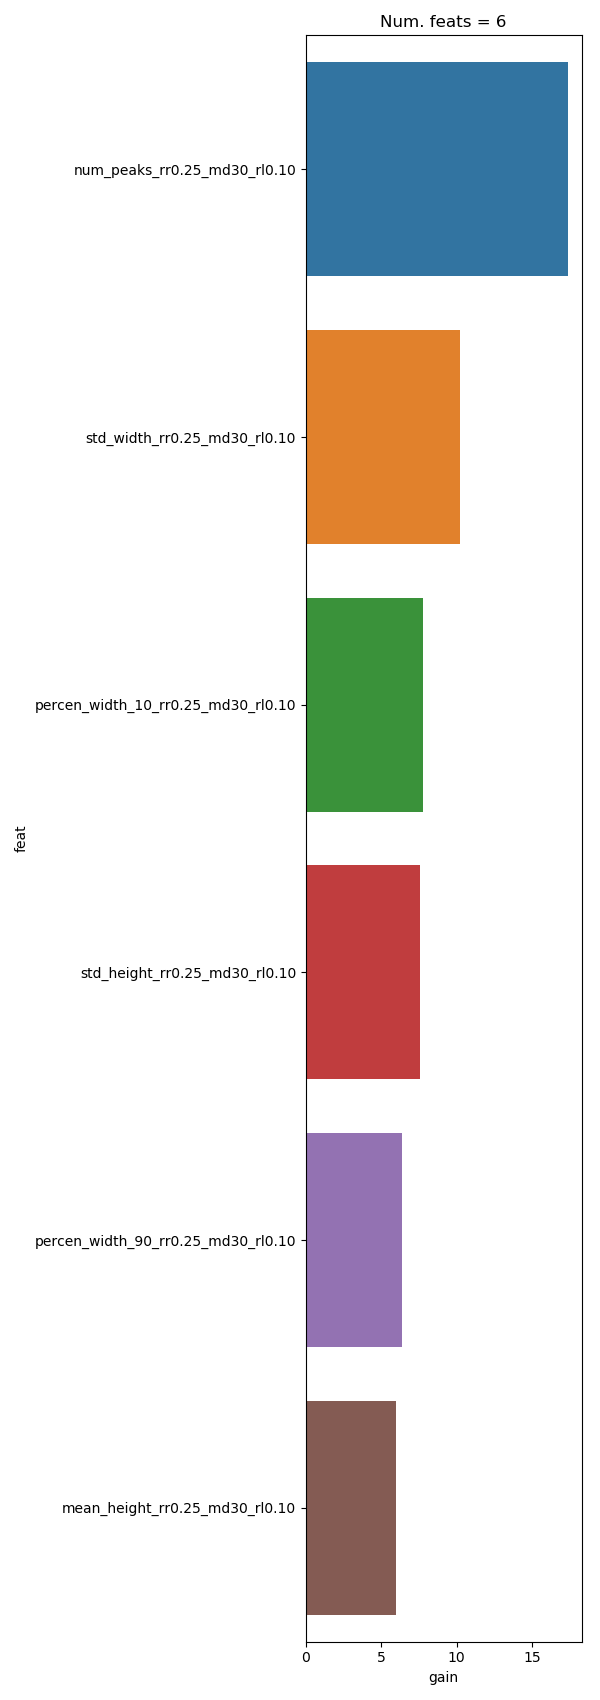 Num. feats = 6
num_peaks_rr0.25_md30_rl0.10
std_width_rr0.25_md30_rl0.10
percen_width_10_rr0.25_md30_rl0.10
feat
std_height_rr0.25_md30_rl0.10
percen_width_90_rr0.25_md30_rl0.10
mean_height_rr0.25_md30_rl0.10
0 5 10 15
gain